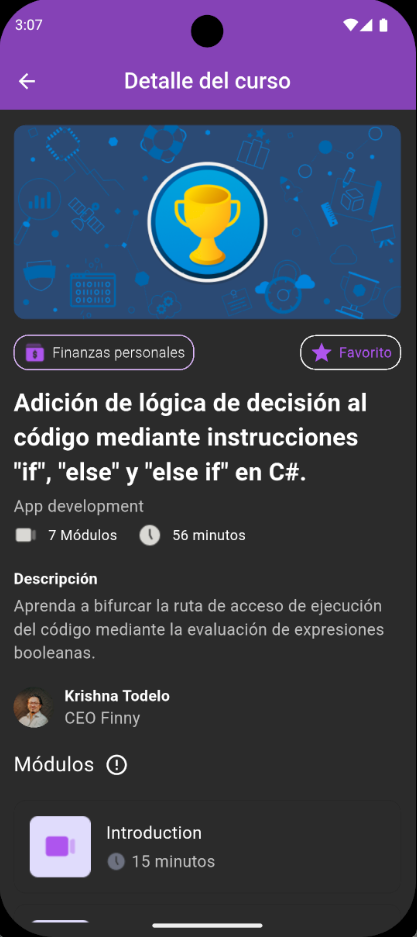 3:07
Detalle del curso
Finanzas personales
Favorito
Adición de lógica de decisión al
código mediante instrucciones
"if", "else" y "else if" en C#.
App development
7 Módulos 56 minutos
Descripción
Aprenda a bifurcar la ruta de acceso de ejecución
del código mediante la evaluación de expresiones
booleanas.
Krishna Todelo
CEO Finny
Módulos
Introduction
15 minutos